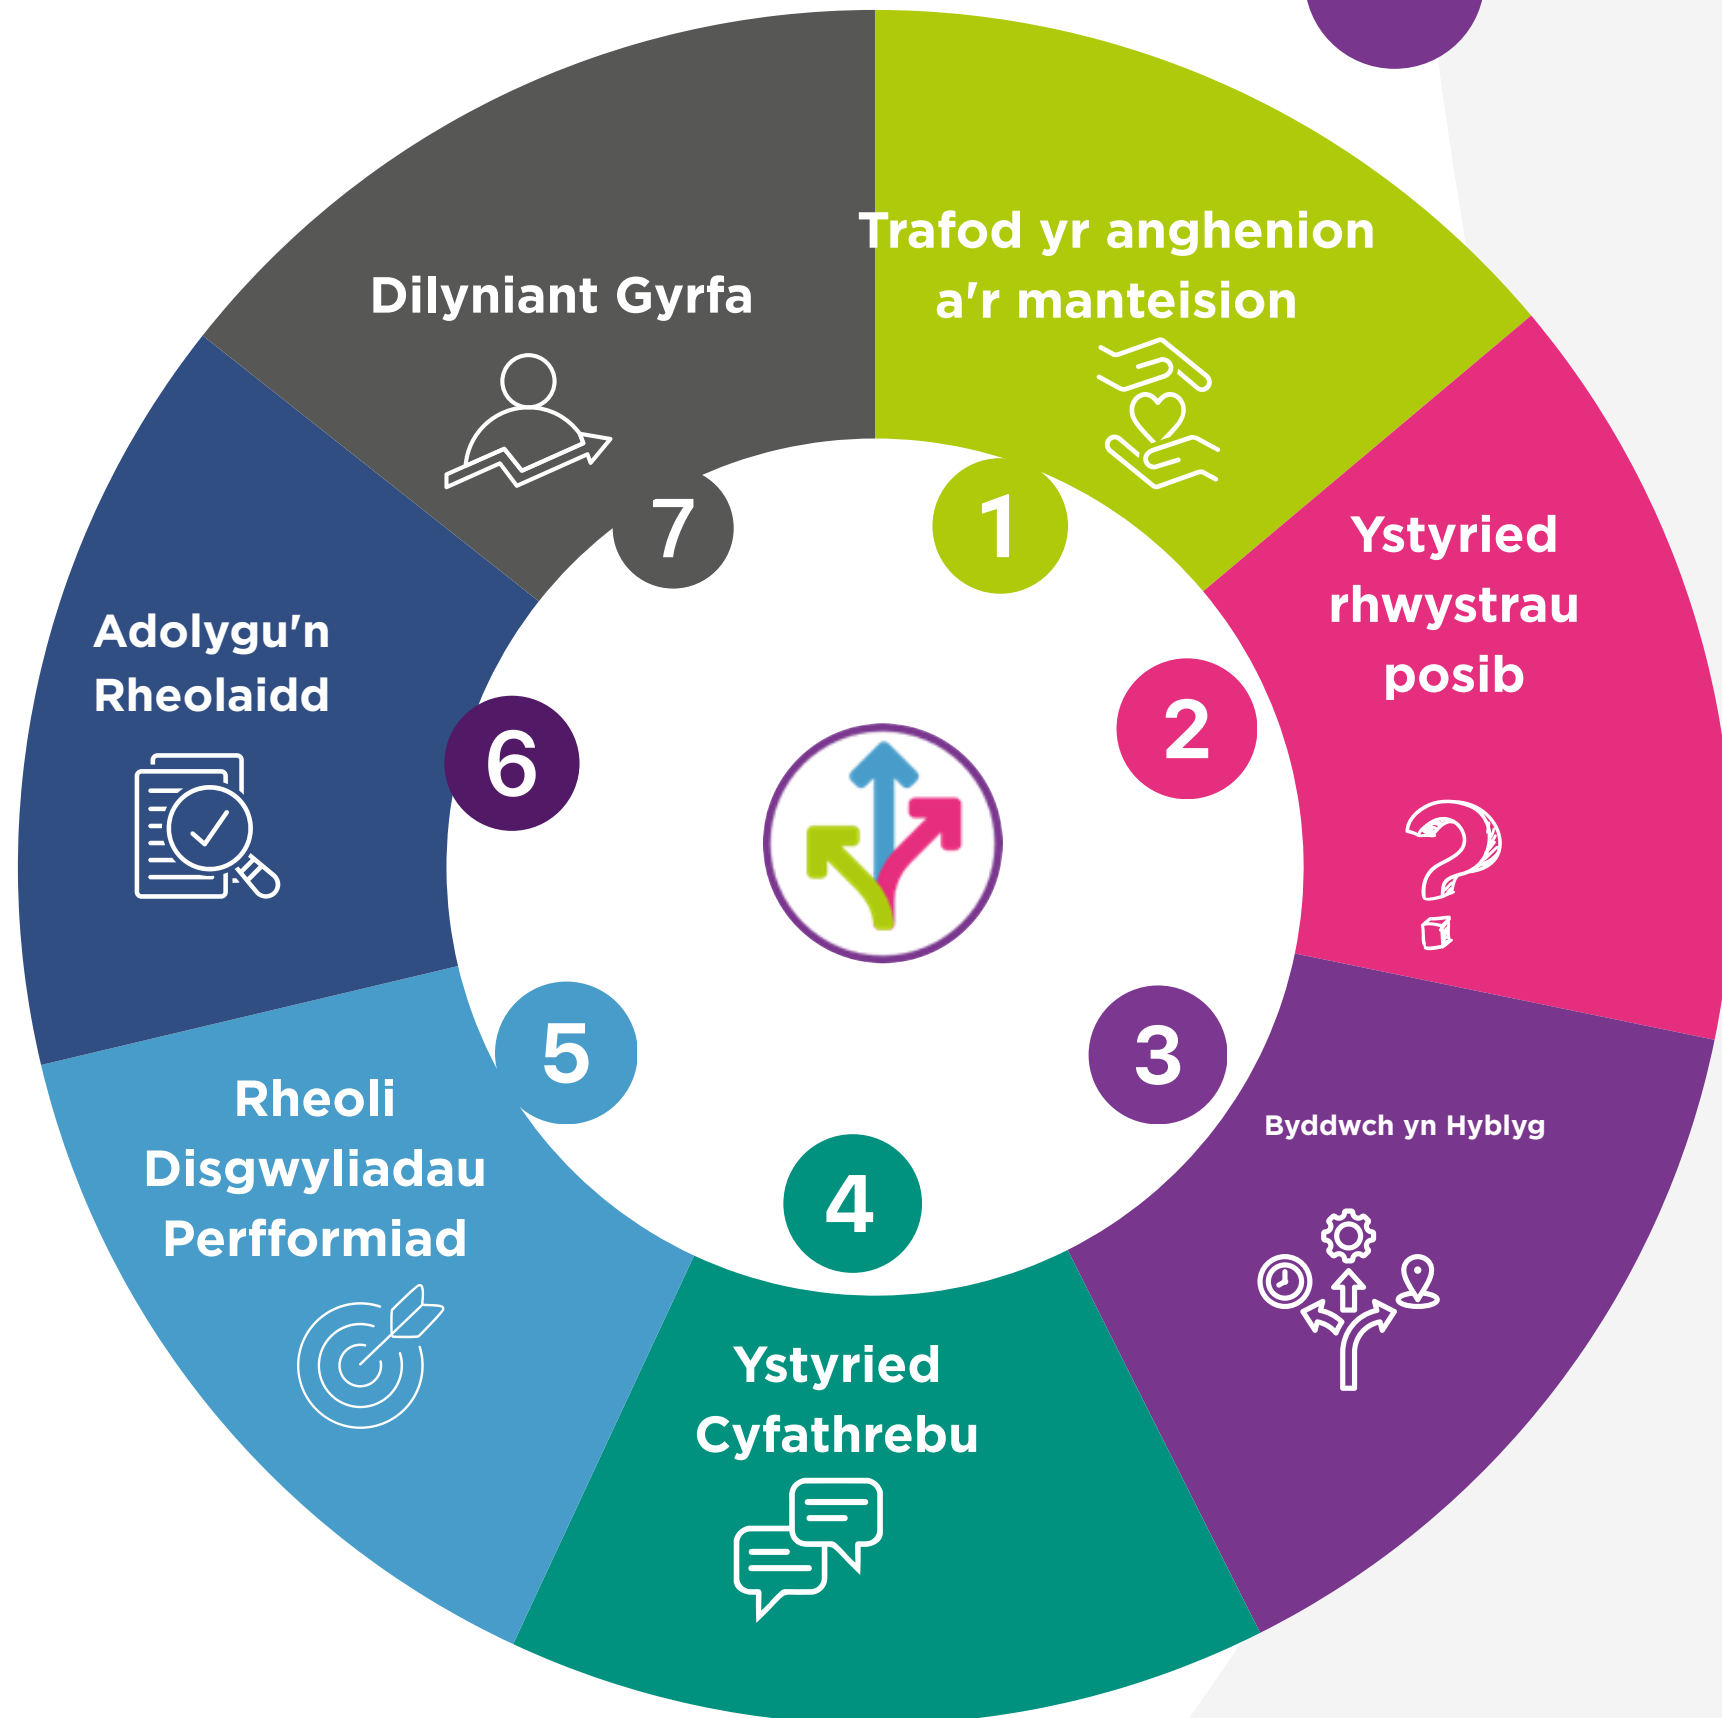 1
Trafod yr anghenion
a'r manteision
2
Ystyried
rhwystrau
posib
3
Byddwch yn Hyblyg
4
Ystyried
Cyfathrebu
5
Rheoli
Disgwyliadau
Perfformiad
6
Adolygu'n
Rheolaidd
7
Dilyniant Gyrfa